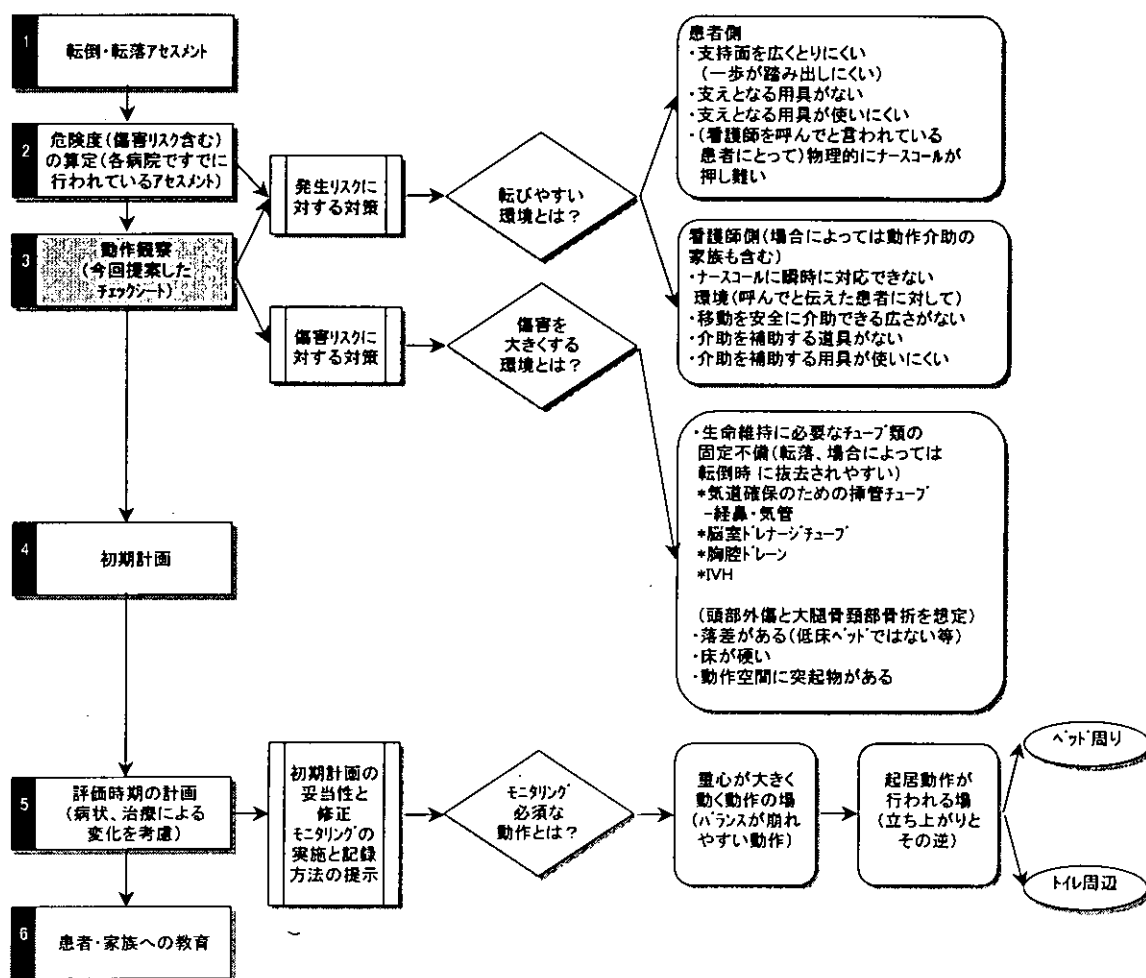 1
転倒・転落アセスメント
2
危険度(傷害リスク含む)
の算定(各病院ですでに
行われているアセスメント)
3
動作観察
(今回提案した
チェックシート)
発生リスクに
対する対策
転びやすい
環境とは？
患者側
・支持面を広くとりにくい
(一歩が踏み出しにくい)
・支えとなる用具がない
・支えとなる用具が使いにくい
・(看護師を呼んでと言われている
患者にとって)物理的にナースコールが
押し難い
看護師側(場合によっては動作介助の
家族も含む)
・ナースコールに瞬時に対応できない
環境(呼んでと伝えた患者に対して)
・移動を安全に介助できる広さがない
・介助を補助する道具がない
・介助を補助する用具が使いにくい
傷害リスクに
対する対策
傷害を
大きくする
環境とは？
・生命維持に必要なチューブ類の
固定不備(転落、場合によっては
転倒時に抜去されやすい)
*気道確保のための挿管チューブ
-経鼻・気管
*脳室ドレナージチューブ
*胸腔ドレーン
*IVH
(頭部外傷と大腿骨頚部骨折を想定)
・落差がある(低床ベッドではない等)
・床が硬い
・動作空間に突起物がある
4
初期計画
5
評価時期の計画
(病状、治療による
変化を考慮)
初期計画の
妥当性と
修正
モニタリングの
実施と記録
方法の提示
モニタリング
必須な
動作とは？
重心が大きく
動く動作の場
(バランスが崩れ
やすい動作)
起居動作が
行われる場
(立ち上がりと
その逆)
ベッド周り
トイレ周辺
6
患者・家族への教育